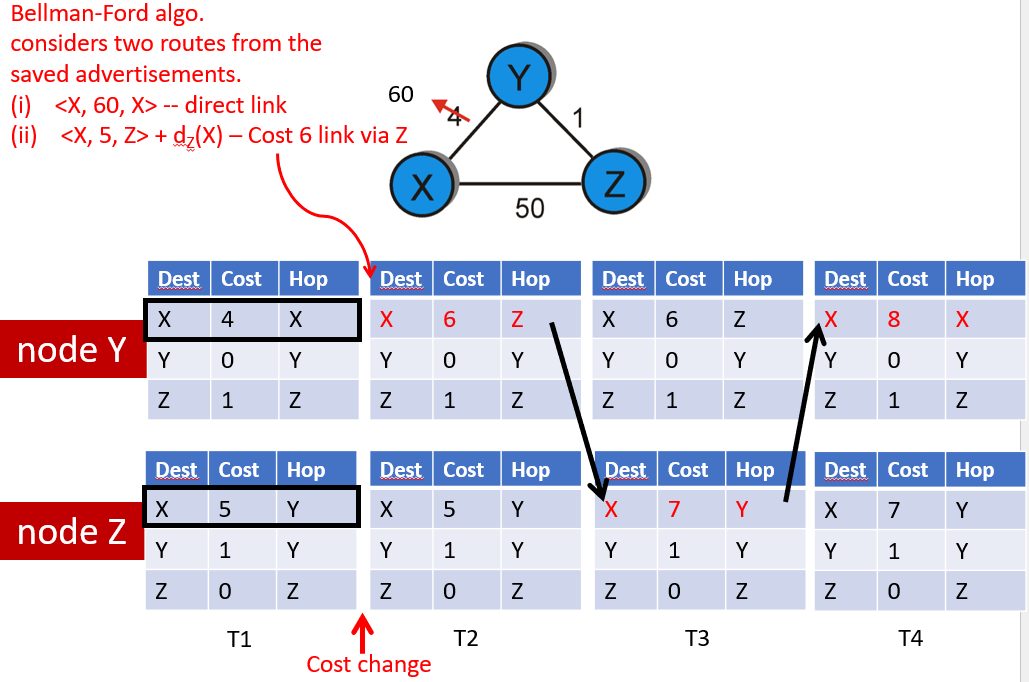 Bellman-Ford algo.
considers two routes from the
saved advertisements.
(i) <X, 60, X> -- direct link
(ii) <X, 5, Z> + dZ(X) – Cost 6 link via Z
60
4
Y
1
X
Z
50
Dest Cost Hop Dest Cost Hop Dest Cost Hop Dest Cost Hop
X 4 X X 6 Z X 6 Z X 8 X
node Y
Y 0 Y Y 0 Y Y 0 Y Y 0 Y
Z 1 Z Z 1 Z Z 1 Z Z 1 Z
Dest Cost Hop Dest Cost Hop Dest Cost Hop Dest Cost Hop
X 5 Y X 5 Y X 7 Y X 7 Y
node Z
Y 1 Y Y 1 Y Y 1 Y Y 1 Y
Z 0 Z Z 0 Z Z 0 Z Z 0 Z
T1 T2 T3 T4
Cost change